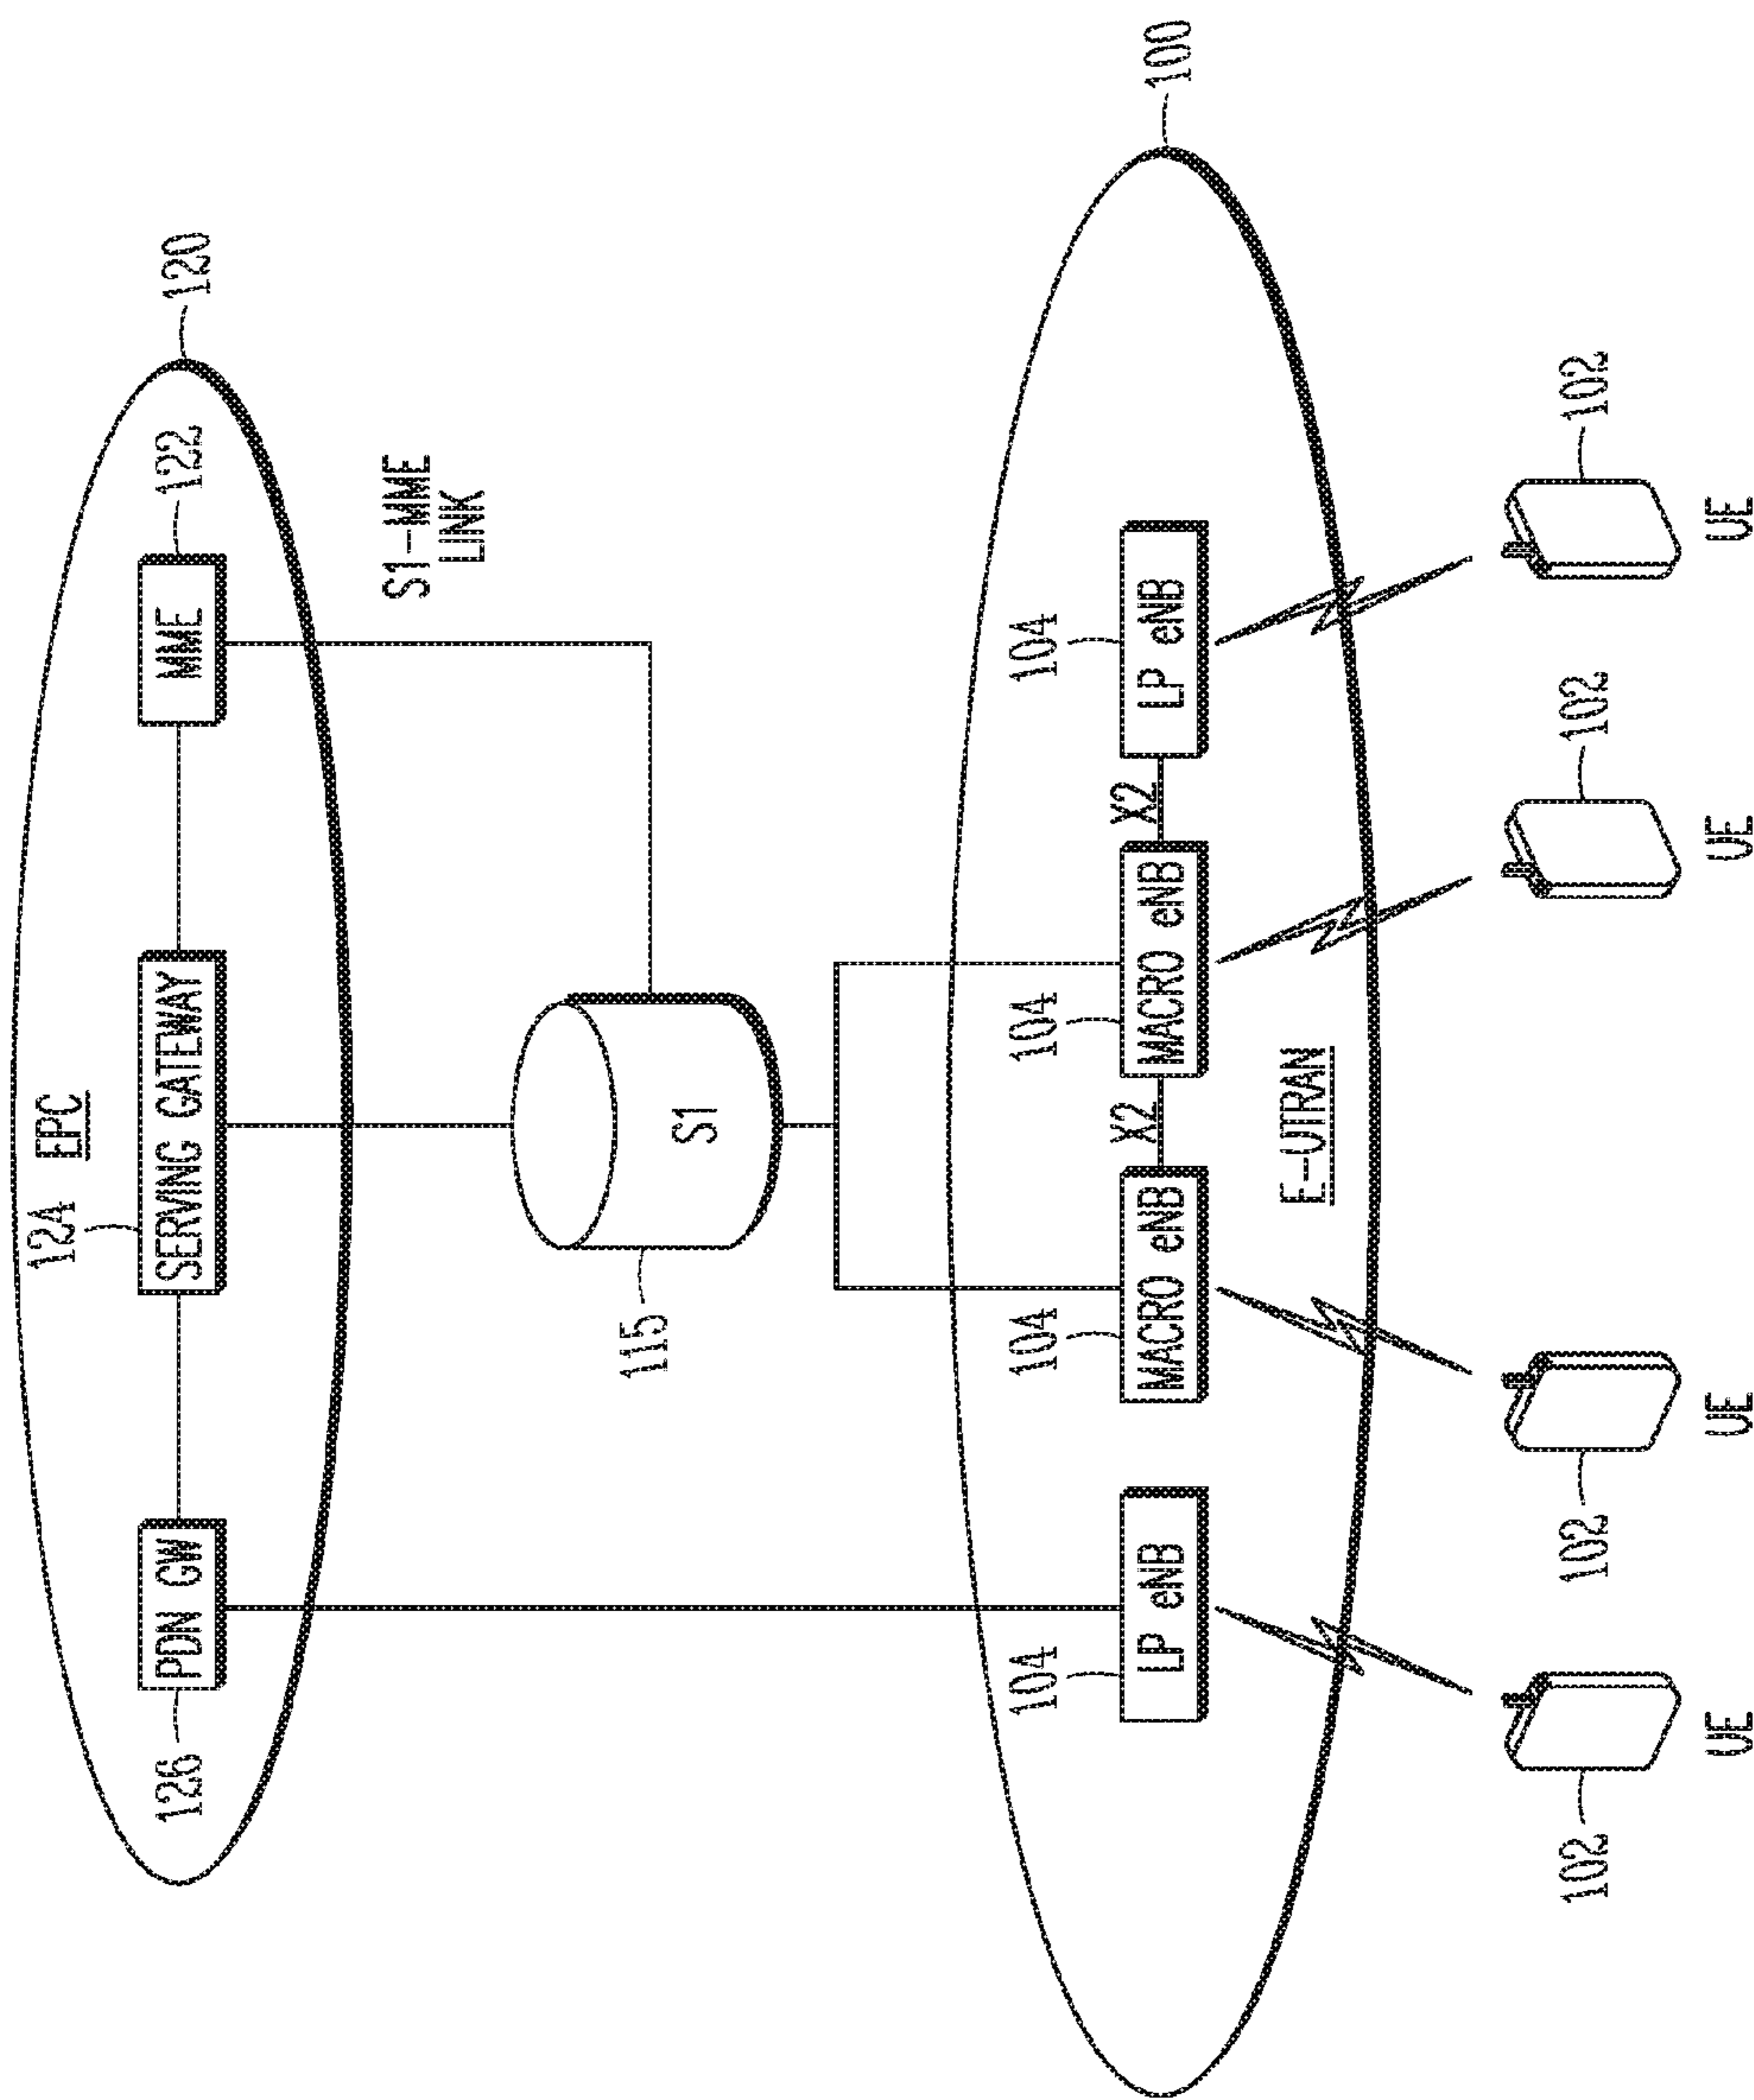 EPC
120
124
126
PDN GW
SERVING GATEWAY
MME
122
S1-MME
LINK
S1
115
100
104
104
104
104
LP eNB
MACRO eNB
X2
MACRO eNB
X2
LP eNB
E-UTRAN
102
102
102
102
UE
UE
UE
UE